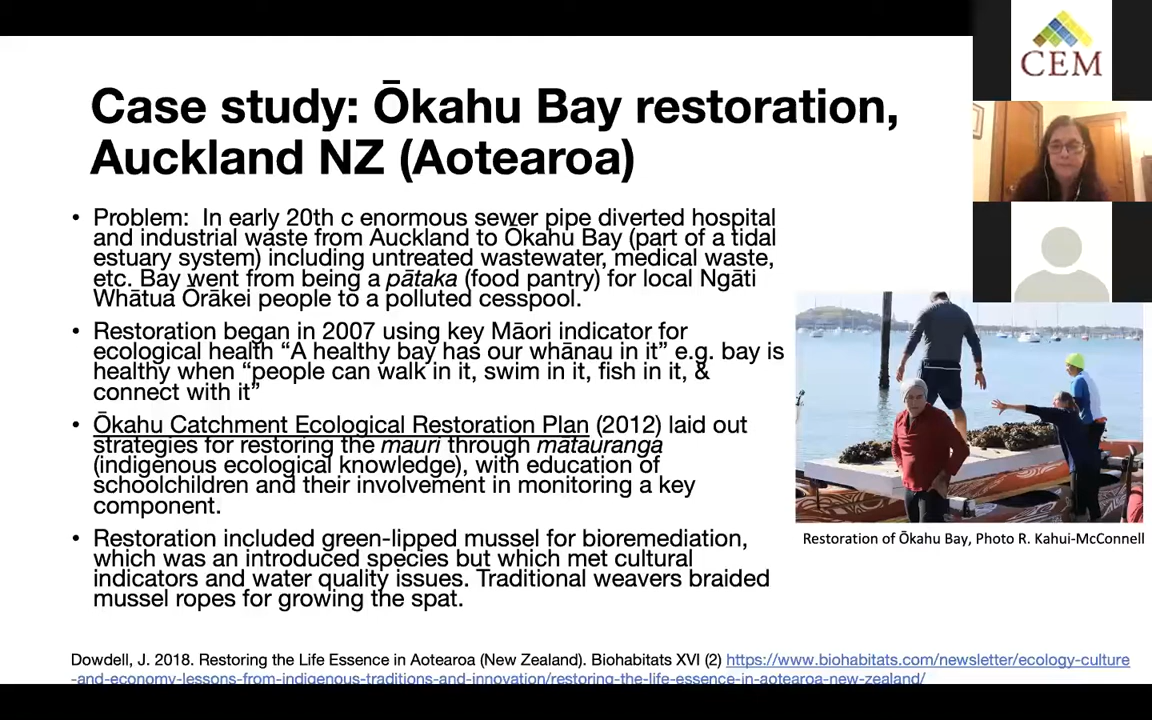 Case study: Ōkahu Bay restoration,
Auckland NZ (Aotearoa)
• Problem:  In early 20th c enormous sewer pipe diverted hospital
and industrial waste from Auckland to Ōkahu Bay (part of a tidal
estuary system) including untreated wastewater, medical waste,
etc. Bay went from being a pātaka (food pantry) for local Ngāti
Whātua Ōrākei people to a polluted cesspool.
• Restoration began in 2007 using key Māori indicator for
ecological health “A healthy bay has our whānau in it” e.g. bay is
healthy when “people can walk in it, swim in it, fish in it, &
connect with it”
• Ōkahu Catchment Ecological Restoration Plan (2012) laid out
strategies for restoring the mauri through mātauranga
(indigenous ecological knowledge), with education of
schoolchildren and their involvement in monitoring a key
component.
• Restoration included green-lipped mussel for bioremediation,
which was an introduced species but which met cultural
indicators and water quality issues. Traditional weavers braided
mussel ropes for growing the spat.
Dowdell, J. 2018. Restoring the Life Essence in Aotearoa (New Zealand). Biohabitats XVI (2) https://www.biohabitats.com/newsletter/ecology-culture
-and-economy-lessons-from-indigenous-traditions-and-innovation/restoring-the-life-essence-in-aotearoa-new-zealand/
Restoration of Ōkahu Bay, Photo R. Kahui-McConnell
CEM